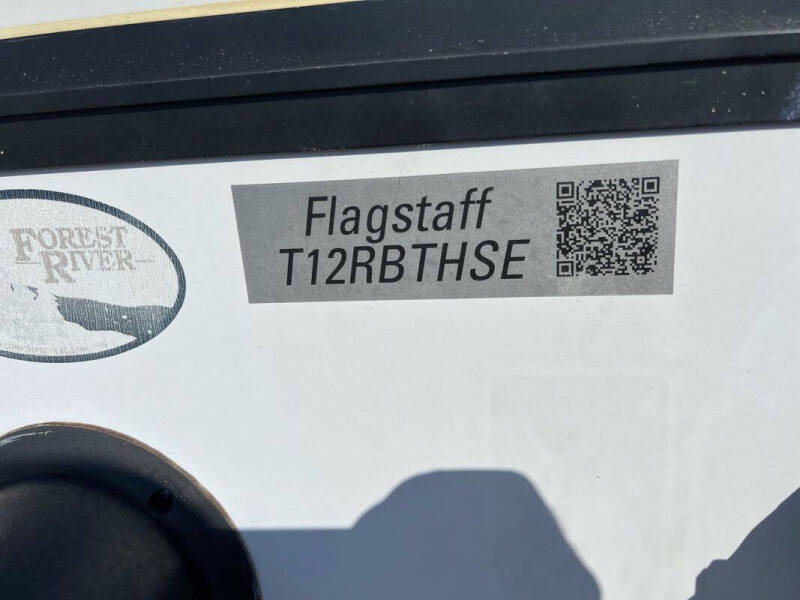 Flagstaff
T12RBTHSE
FOREST
RIVER